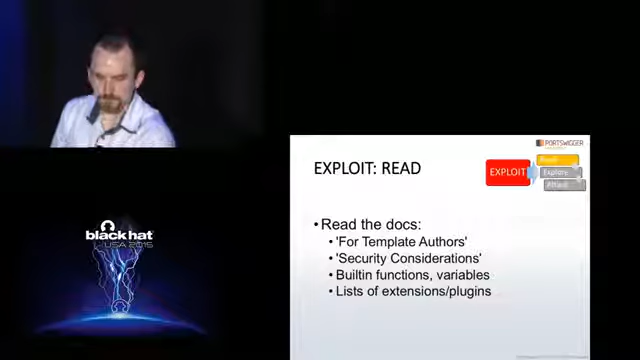 PORTSWIGGER
EXPLOIT: READ
EXPLOIT
Read
Explore
Attack
•Read the docs:
• 'For Template Authors'
• 'Security Considerations'
• Builtin functions, variables
• Lists of extensions/plugins
black hat
USA 2015